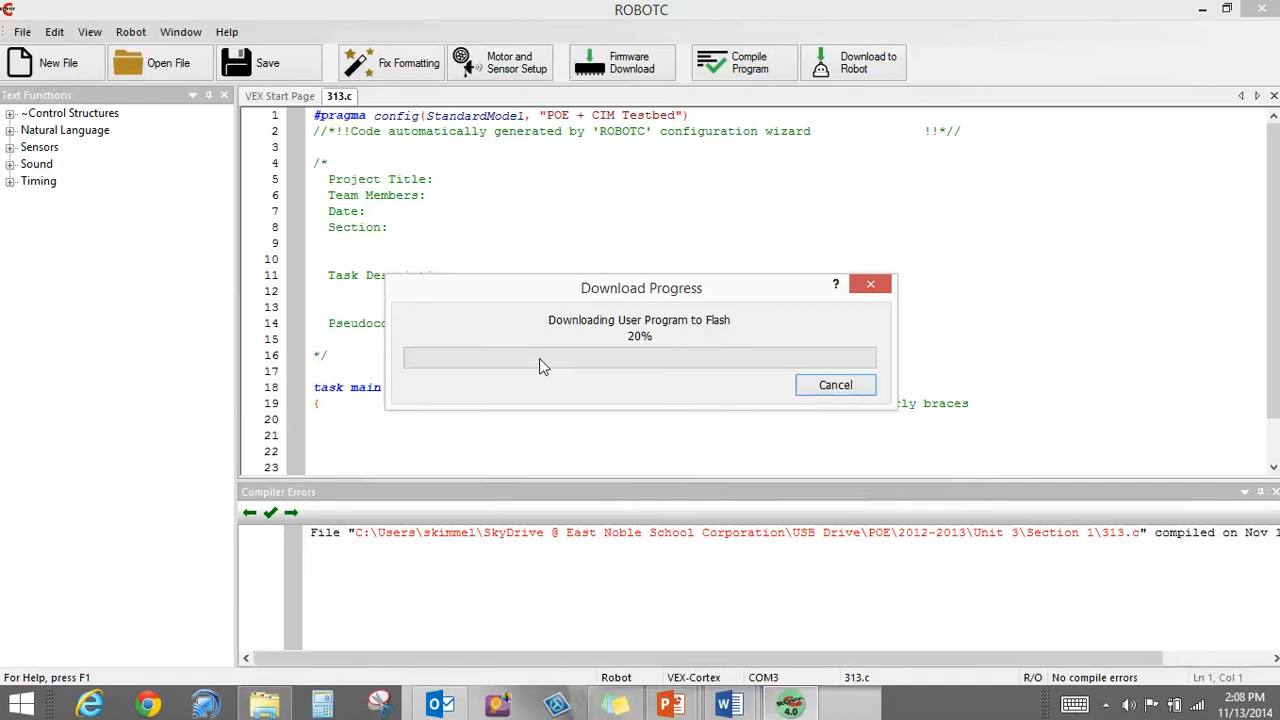 ROBOTC
File Edit View Robot Window Help
New File Open File Save Fix Formatting Motor and Sensor Setup Firmware Download Compile Program Download to Robot
Text Functions
VEX Start Page 313.c
~Control Structures
Natural Language
Sensors
Sound
Timing
1 #pragma config(StandardModel, "POE + CIM Testbed")
2 //*!!Code automatically generated by 'ROBOTC' configuration wizard !!*//
3
4 /*
5 Project Title:
6 Team Members:
7 Date:
8 Section:
9
10
11 Task
12
13
14
15
16 */
17
18 task main
19 { braces
20
21
22
23
Download Progress
?
Downloading User Program to Flash
20%
Cancel
Compiler Errors
File "C:\Users\skimmel\SkyDrive @ East Noble School Corporation\USB Drive\POE\2012-2013\Unit 3\Section 1\313.c" compiled on Nov 1
For Help, press F1 Robot VEX-Cortex COM3 313.c R/O No compile errors Ln 1, Col 1
4.0
2:08 PM
11/13/2014